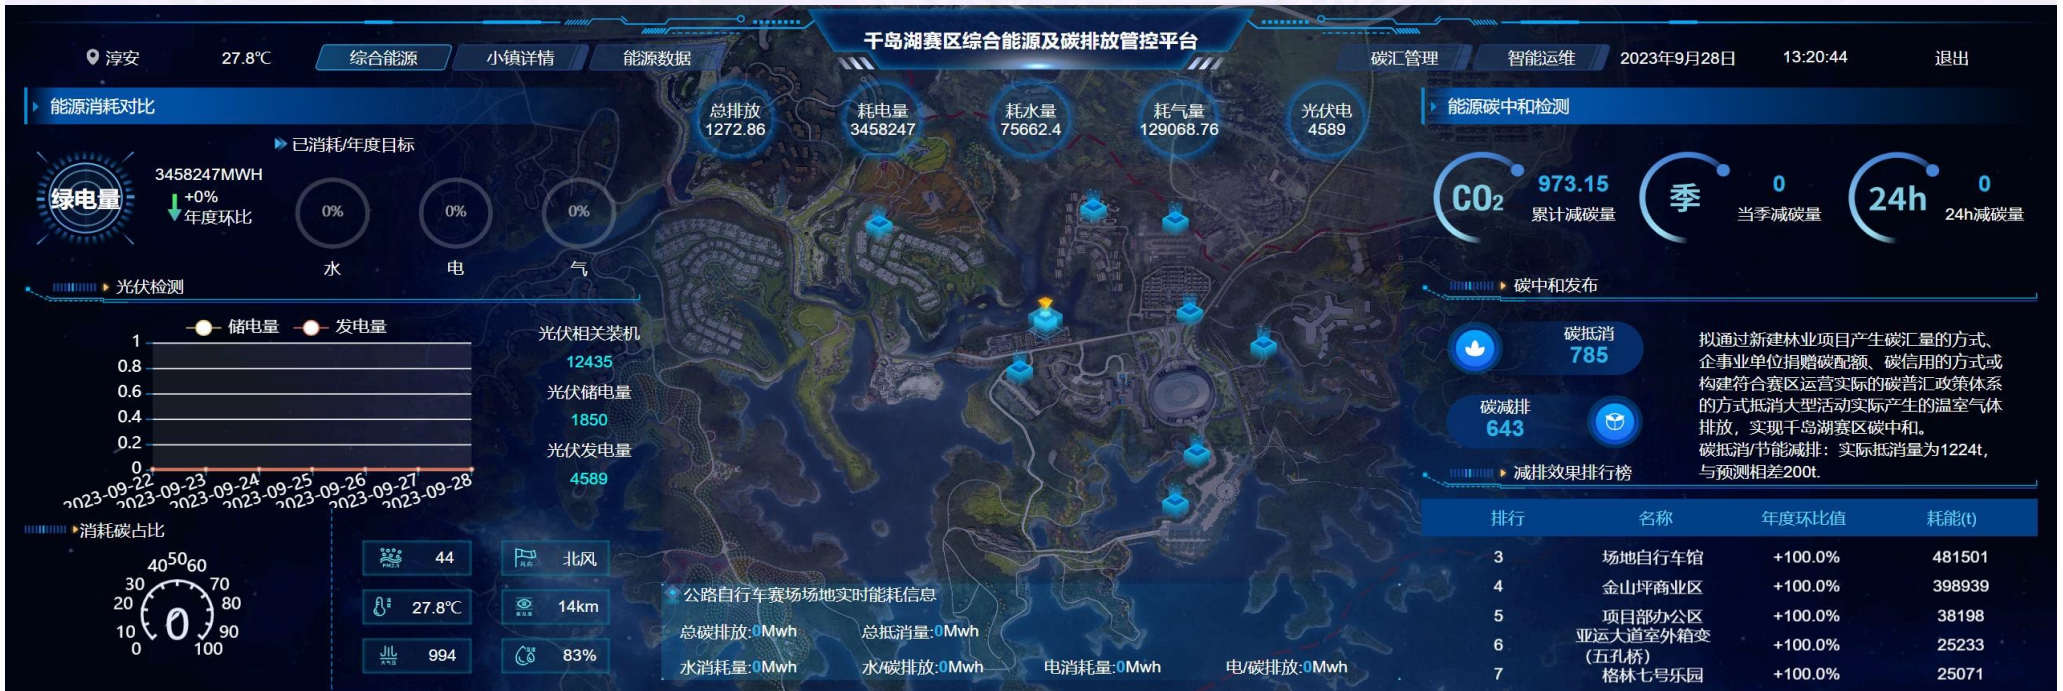 千岛湖赛区综合能源及碳排放管控平台
淳安
27.8℃
综合能源
小镇详情
能源数据
碳汇管理
智能运维
2023年9月28日
13:20:44
退出
能源消耗对比
绿电量
3458247MWH
+0%
年度环比
已消耗/年度目标
0%
0%
0%
水
电
气
光伏检测
储电量
发电量
1
0.8
0.6
0.4
0.2
0
2023-09-22
2023-09-23
2023-09-24
2023-09-25
2023-09-26
2023-09-27
2023-09-28
光伏相关装机
12435
光伏储电量
1850
光伏发电量
4589
消耗碳占比
0
10
20
30
40
50
60
70
80
90
100
0
PM2.5
44
风向
北风
27.8℃
14km
大气压
994
83%
总排放
1272.86
耗电量
3458247
耗水量
75662.4
耗气量
129068.76
光伏电
4589
公路自行车赛场场地实时能耗信息
总碳排放:0Mwh
总抵消量:0Mwh
水消耗量:0Mwh
水/碳排放:0Mwh
电消耗量:0Mwh
电/碳排放:0Mwh
能源碳中和检测
CO2
973.15
累计减碳量
季
0
当季减碳量
24h
0
24h减碳量
碳中和发布
碳抵消
785
碳减排
643
拟通过新建林业项目产生碳汇量的方式、
企事业单位捐赠碳配额、碳信用的方式或
构建符合赛区运营实际的碳普汇政策体系
的方式抵消大型活动实际产生的温室气体
排放，实现千岛湖赛区碳中和。
碳抵消/节能减排：实际抵消量为1224t,
与预测相差200t.
减排效果排行榜
排行 名称 年度环比值 耗能(t)
3 场地自行车馆 +100.0% 481501
4 金山坪商业区 +100.0% 398939
5 项目部办公区 +100.0% 38198
6 亚运大道室外箱变 +100.0% 25233
(五孔桥)
7 格林七号乐园 +100.0% 25071